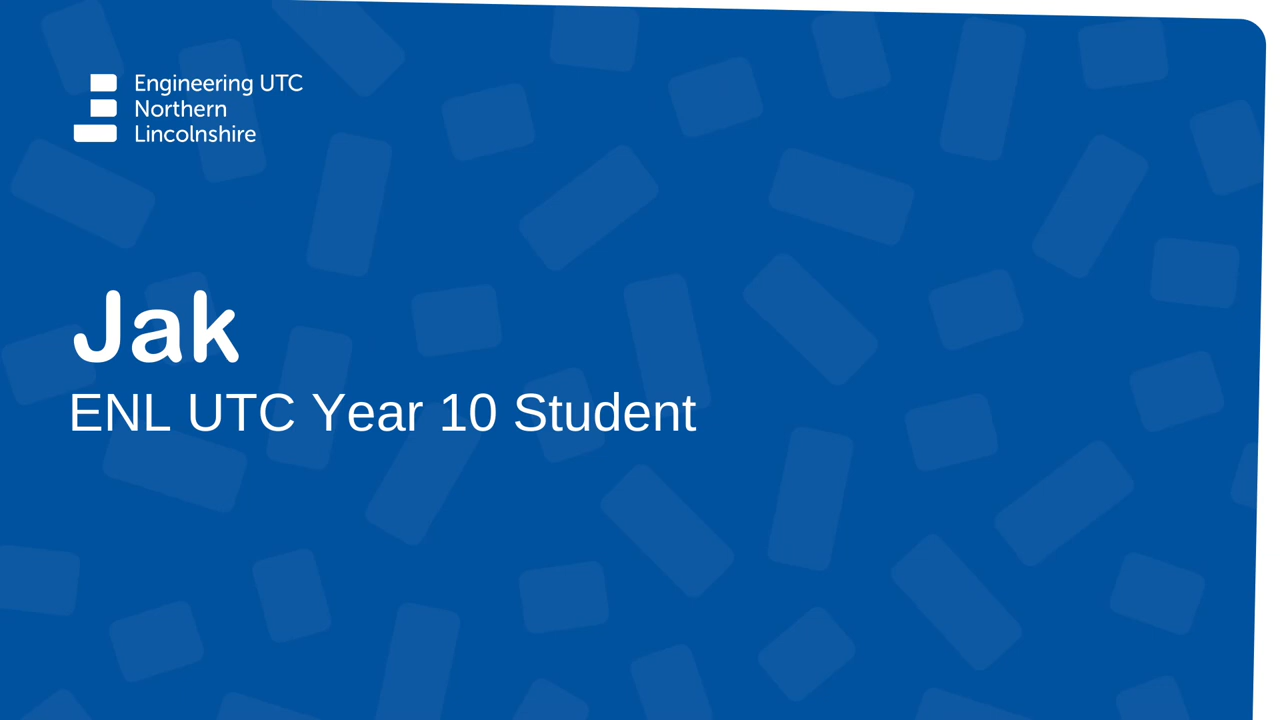 Engineering UTC
Northern
Lincolnshire
Jak
ENL UTC Year 10 Student